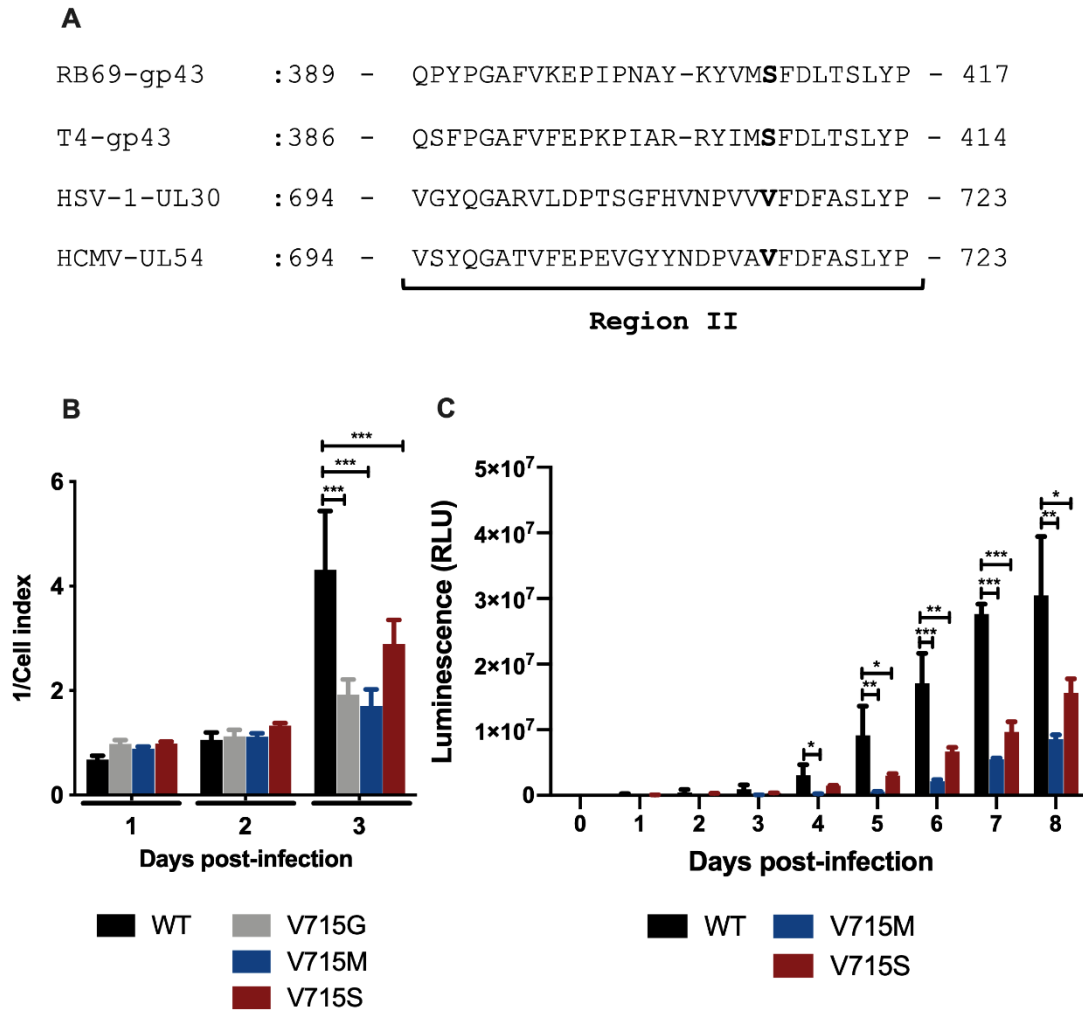 A
RB69-gp43 :389 - QPYPGAFVKEPIPNAY-KYVMSFDLTSLYP - 417
T4-gp43 :386 - QSFPGAFVFEPKPIAR-RYIMSFDLTSLYP - 414
HSV-1-UL30 :694 - VGYQGARVLDPTSGFHVNPVVVFDFASLYP - 723
HCMV-UL54 :694 - VSYQGATVFEPEVGYYNDPVAVFDFASLYP - 723
Region II
B
1/Cell index
6
4
2
0
***
***
***
1 2 3
Days post-infection
WT
V715G
V715M
V715S
C
Luminescence (RLU)
5×10⁷
4×10⁷
3×10⁷
2×10⁷
1×10⁷
0
*
*
**
**
***
***
***
*
**
0 1 2 3 4 5 6 7 8
Days post-infection
WT
V715M
V715S